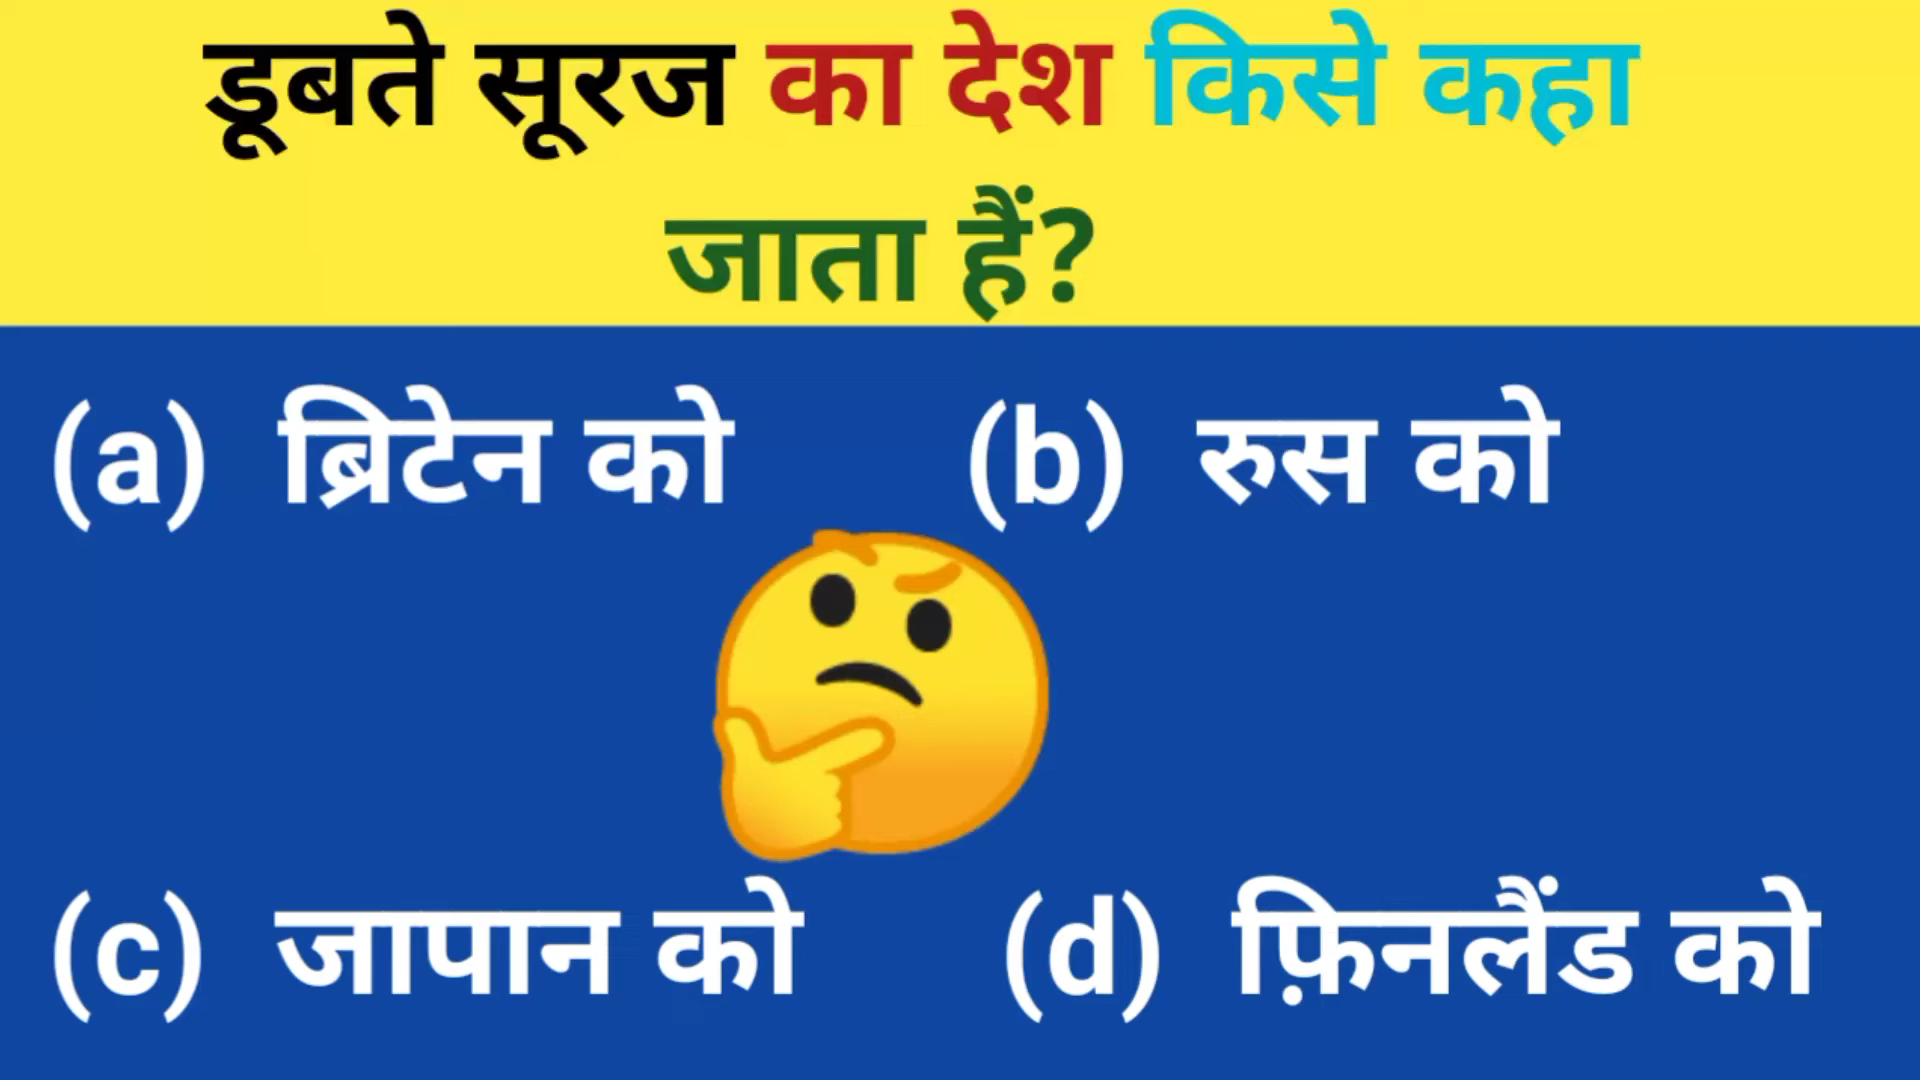 डूबते सूरज का देश किसे कहा
जाता हैं?
(a) ब्रिटेन को (b) रुस को
(c) जापान को (d) फ़िनलैंड को